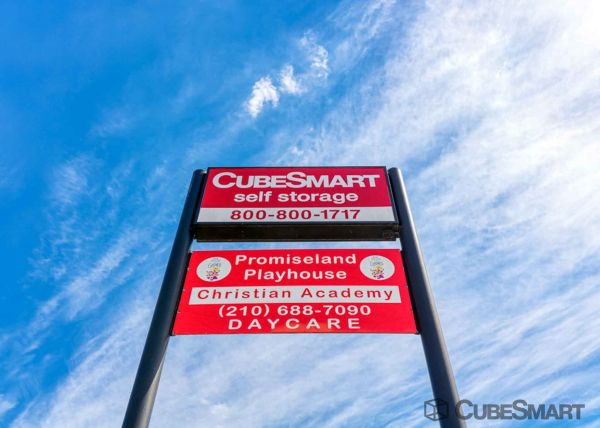 CUBESMART
self storage
800-800-1717
Promiseland
Playhouse
Christian Academy
(210) 688-7090
DAYCARE
CUBESMART